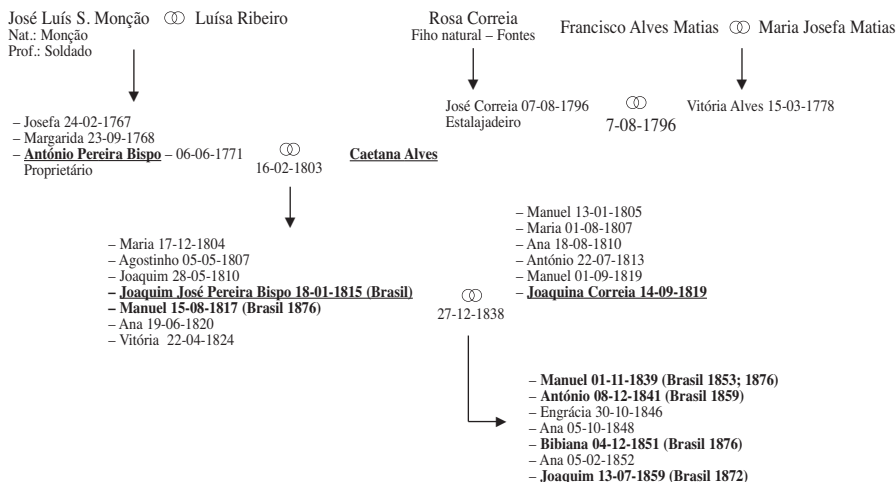 José Luís S. Monção ⚭ Luísa Ribeiro
Nat.: Monção
Prof.: Soldado
Rosa Correia
Fiho natural – Fontes
Francisco Alves Matias ⚭ Maria Josefa Matias
– Josefa 24-02-1767
– Margarida 23-09-1768
– António Pereira Bispo – 06-06-1771
Proprietário
⚭
16-02-1803
Caetana Alves
José Correia 07-08-1796
Estalajadeiro
⚭
7-08-1796
Vitória Alves 15-03-1778
– Maria 17-12-1804
– Agostinho 05-05-1807
– Joaquim 28-05-1810
– Joaquim José Pereira Bispo 18-01-1815 (Brasil)
– Manuel 15-08-1817 (Brasil 1876)
– Ana 19-06-1820
– Vitória 22-04-1824
⚭
27-12-1838
– Manuel 13-01-1805
– Maria 01-08-1807
– Ana 18-08-1810
– António 22-07-1813
– Manuel 01-09-1819
– Joaquina Correia 14-09-1819
– Manuel 01-11-1839 (Brasil 1853; 1876)
– António 08-12-1841 (Brasil 1859)
– Engrácia 30-10-1846
– Ana 05-10-1848
– Bibiana 04-12-1851 (Brasil 1876)
– Ana 05-02-1852
– Joaquim 13-07-1859 (Brasil 1872)